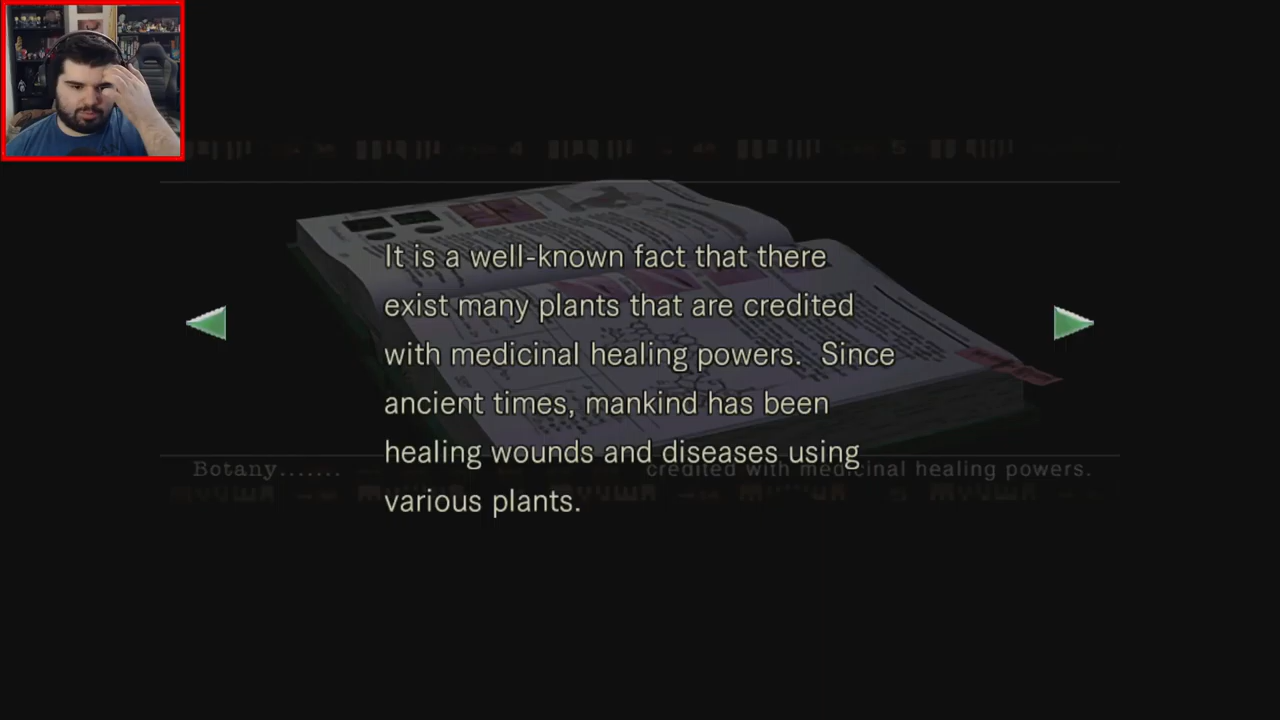 It is a well-known fact that there
exist many plants that are credited
with medicinal healing powers.  Since
ancient times, mankind has been
healing wounds and diseases using
various plants.
Botany.......
credited with medicinal healing powers.